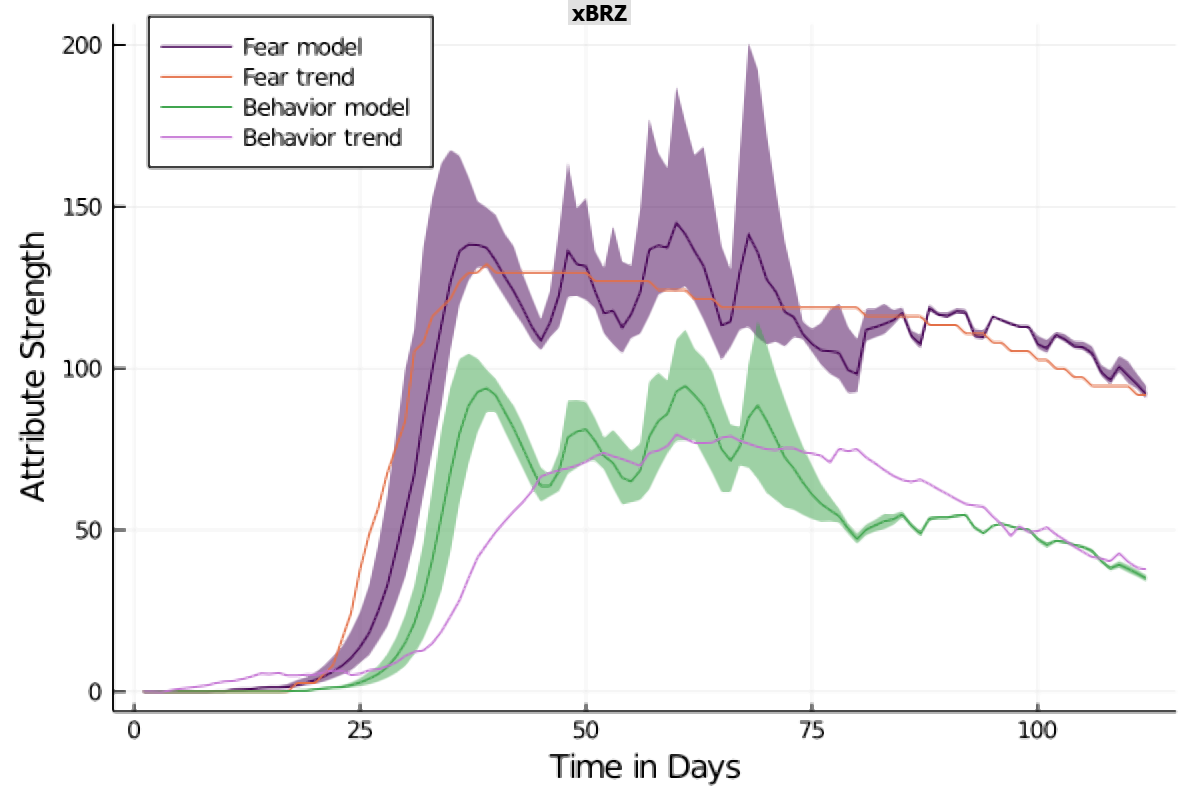 xBRZ
Fear model
Fear trend
Behavior model
Behavior trend
200
150
100
50
0
Attribute Strength
0 25 50 75 100
Time in Days